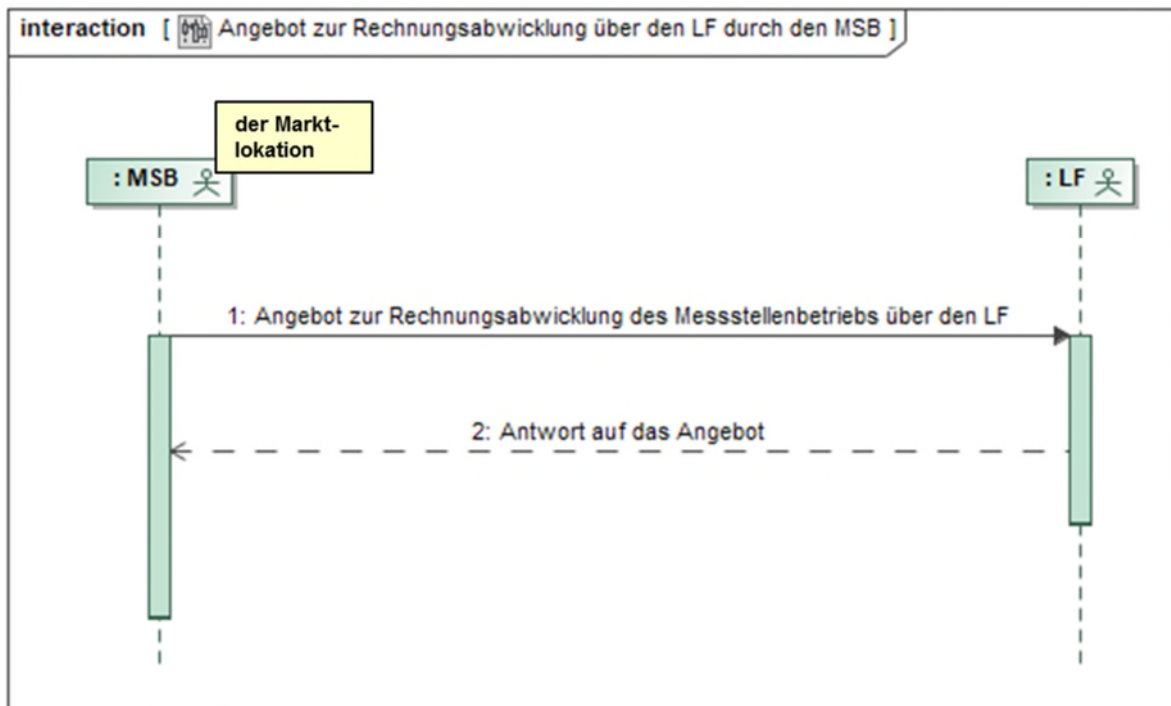 interaction [ Angebot zur Rechnungsabwicklung über den LF durch den MSB ]
der Markt-
lokation
: MSB
: LF
1: Angebot zur Rechnungsabwicklung des Messstellenbetriebs über den LF
2: Antwort auf das Angebot